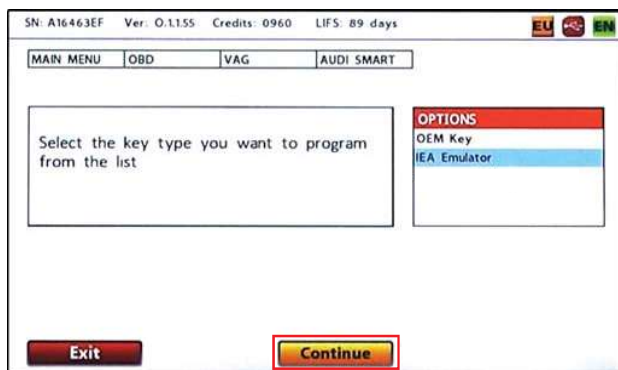 SN: A16463EF Ver: O.1.1.55 Credits: 0960 LIFS: 89 days EU EN
MAIN MENU OBD VAG AUDI SMART
Select the key type you want to program
from the list
OPTIONS
OEM Key
IEA Emulator
Exit Continue